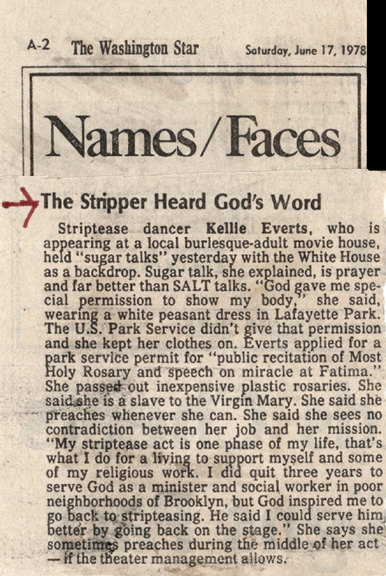 A-2 The Washington Star Saturday, June 17, 1978
Names/Faces
The Stripper Heard God's Word
Striptease dancer Kellie Everts, who is
appearing at a local burlesque-adult movie house,
held "sugar talks" yesterday with the White House
as a backdrop. Sugar talk, she explained, is prayer
and far better than SALT talks. "God gave me spe-
cial permission to show my body," she said,
wearing a white peasant dress in Lafayette Park.
The U.S. Park Service didn't give that permission
and she kept her clothes on. Everts applied for a
park service permit for "public recitation of Most
Holy Rosary and speech on miracle at Fatima."
She passed out inexpensive plastic rosaries. She
said she is a slave to the Virgin Mary. She said she
preaches whenever she can. She said she sees no
contradiction between her job and her mission.
"My striptease act is one phase of my life, that's
what I do for a living to support myself and some
of my religious work. I did quit three years to
serve God as a minister and social worker in poor
neighborhoods of Brooklyn, but God inspired me to
go back to stripteasing. He said I could serve him
better by going back on the stage." She says she
sometimes preaches during the middle of her act
— if the theater management allows.